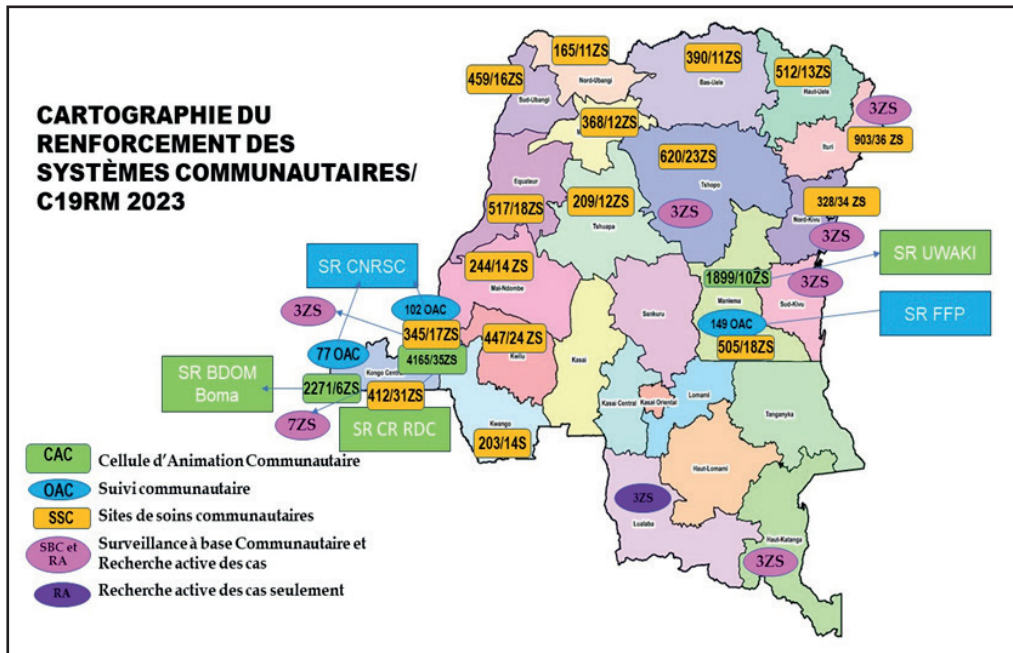 CARTOGRAPHIE DU
RENFORCEMENT DES
SYSTÈMES COMMUNAUTAIRES/
C19RM 2023
165/11ZS
Nord-Ubangi
390/11ZS
Bas-Uele
512/13ZS
Haut-Uele
459/16ZS
Sud-Ubangi
368/12ZS
3ZS
903/36 ZS
Ituri
620/23ZS
Tshopo
3ZS
Equateur
517/18ZS
209/12ZS
Tshuapa
328/34 ZS
Nord-Kivu
3ZS
SR CNRSC
244/14 ZS
Mai-Ndombe
1899/10ZS
Maniema
3ZS
Sud-Kivu
SR UWAKI
3ZS
102 OAC
345/17ZS
4165/35ZS
447/24 ZS
Kwilu
Kasai
Sankuru
149 OAC
505/18ZS
SR FFP
77 OAC
Kongo Central
SR BDOM
Boma
2271/6ZS
412/31ZS
7ZS
SR CR RDC
Kwango
203/14S
Kasai Central
Kasai Oriental
Lomami
Tanganyka
Haut-Lomami
3ZS
Lualaba
Haut-Katanga
3ZS
CAC
Cellule d'Animation Communautaire
OAC
Suivi communautaire
SSC
Sites de soins communautaires
SBC et
RA
Surveillance à base Communautaire et
Recherche active des cas
RA
Recherche active des cas seulement